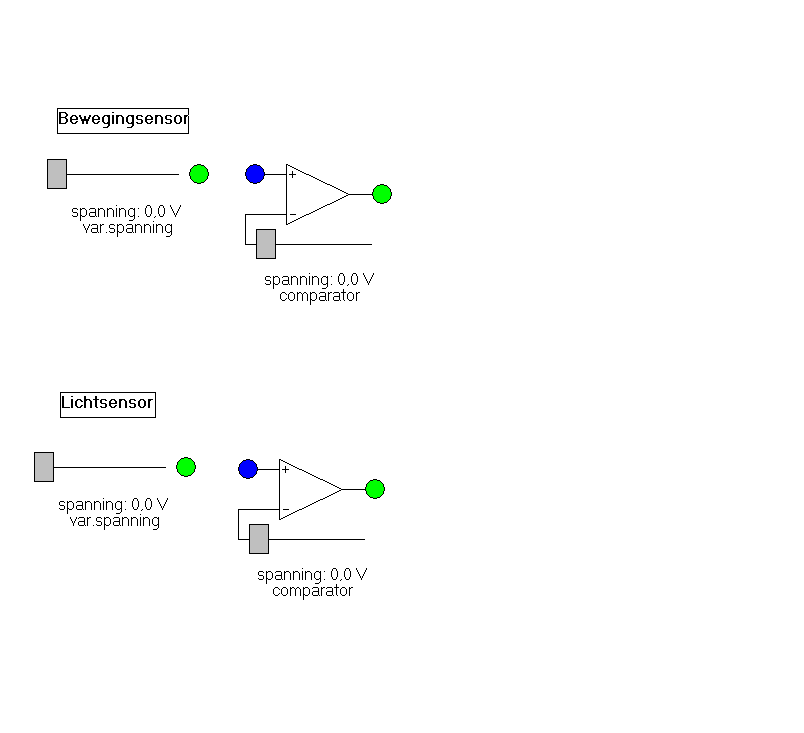 Bewegingsensor
+
−
spanning: 0,0 V
var.spanning
spanning: 0,0 V
comparator
Lichtsensor
+
−
spanning: 0,0 V
var.spanning
spanning: 0,0 V
comparator